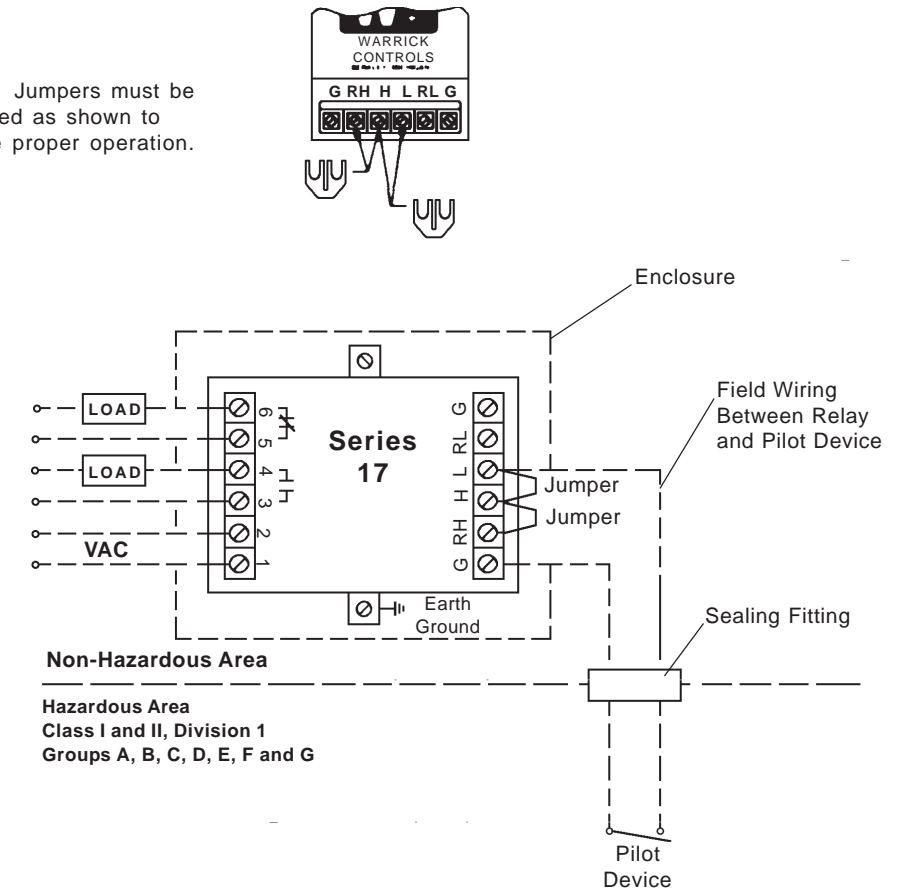 WARRICK
CONTROLS
G RH H L RL G
Jumpers must be
ed as shown to
proper operation.
Enclosure
Field Wiring
Between Relay
and Pilot Device
LOAD
LOAD
VAC
6
5
4
3
2
1
Series
17
G
RL
L
H
RH
G
Jumper
Jumper
Earth
Ground
Sealing Fitting
Non-Hazardous Area
Hazardous Area
Class I and II, Division 1
Groups A, B, C, D, E, F and G
Pilot
Device